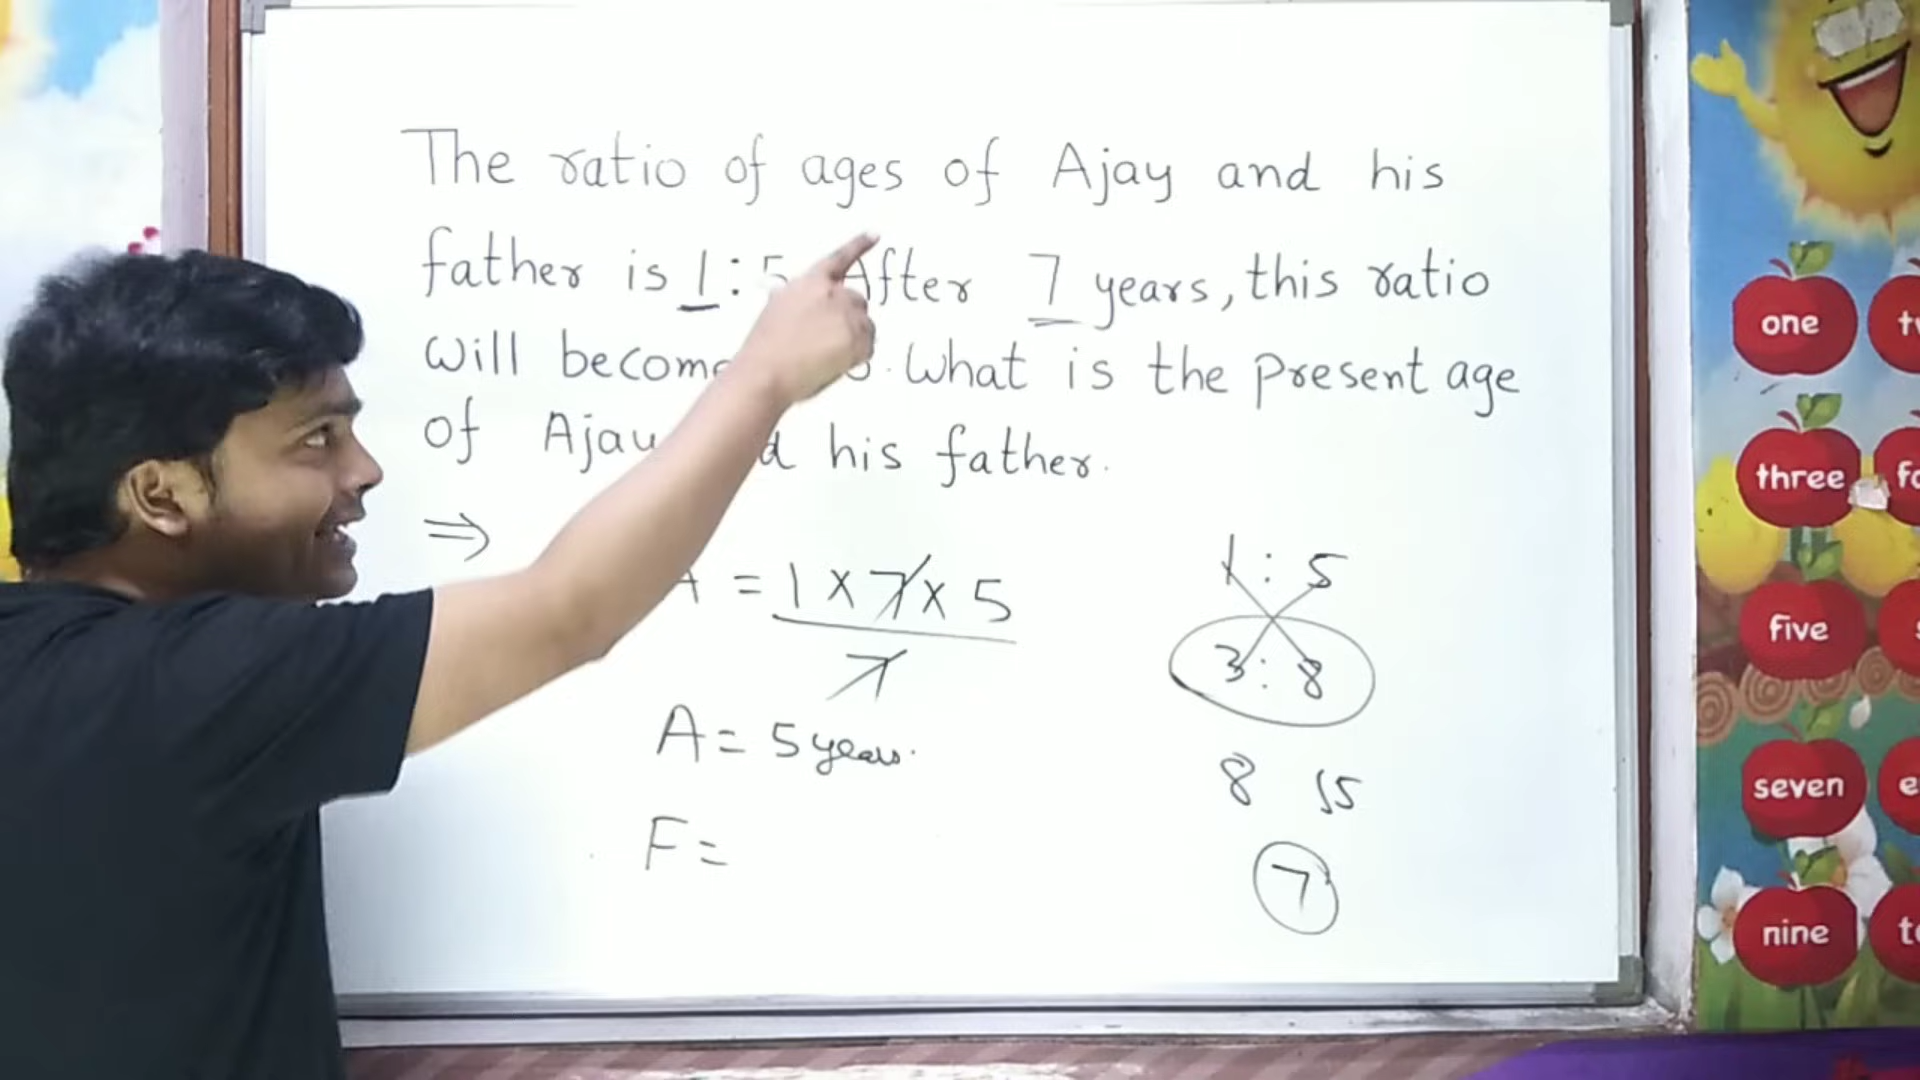 The ratio of ages of Ajay and his
father is 1 : 5 After 7 years, this ratio
will become 8. What is the present age
of Ajay his father.
⇒
A = 1 x 7 x 5
7
A = 5 years.
F =
1 : 5
3 : 8
8 15
7
one
three
five
seven
nine